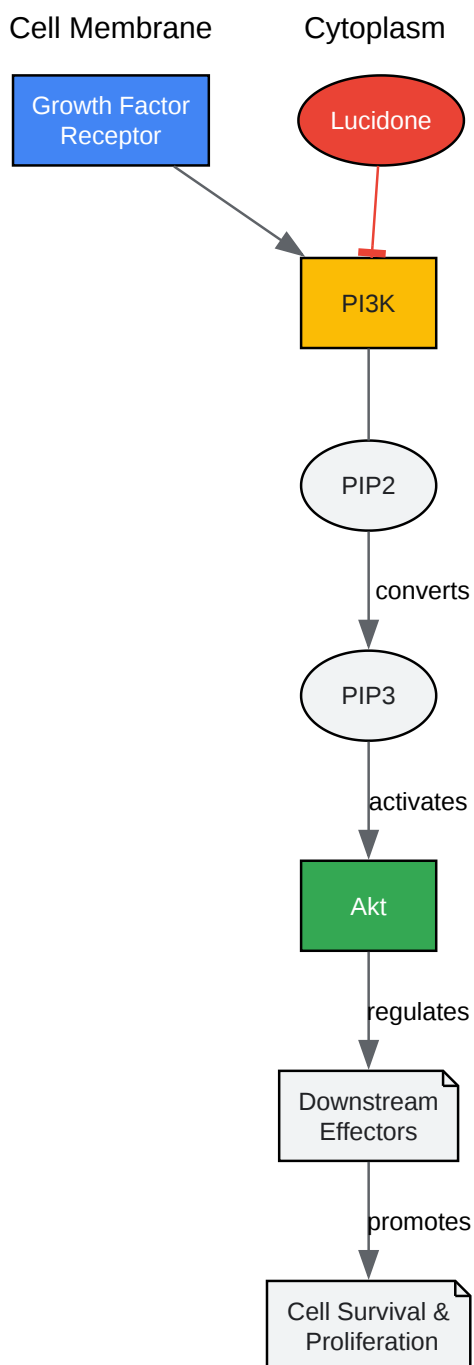 Cell Membrane
Cytoplasm
Growth Factor
Receptor
Lucidone
PI3K
PIP2
converts
PIP3
activates
Akt
regulates
Downstream
Effectors
promotes
Cell Survival &
Proliferation